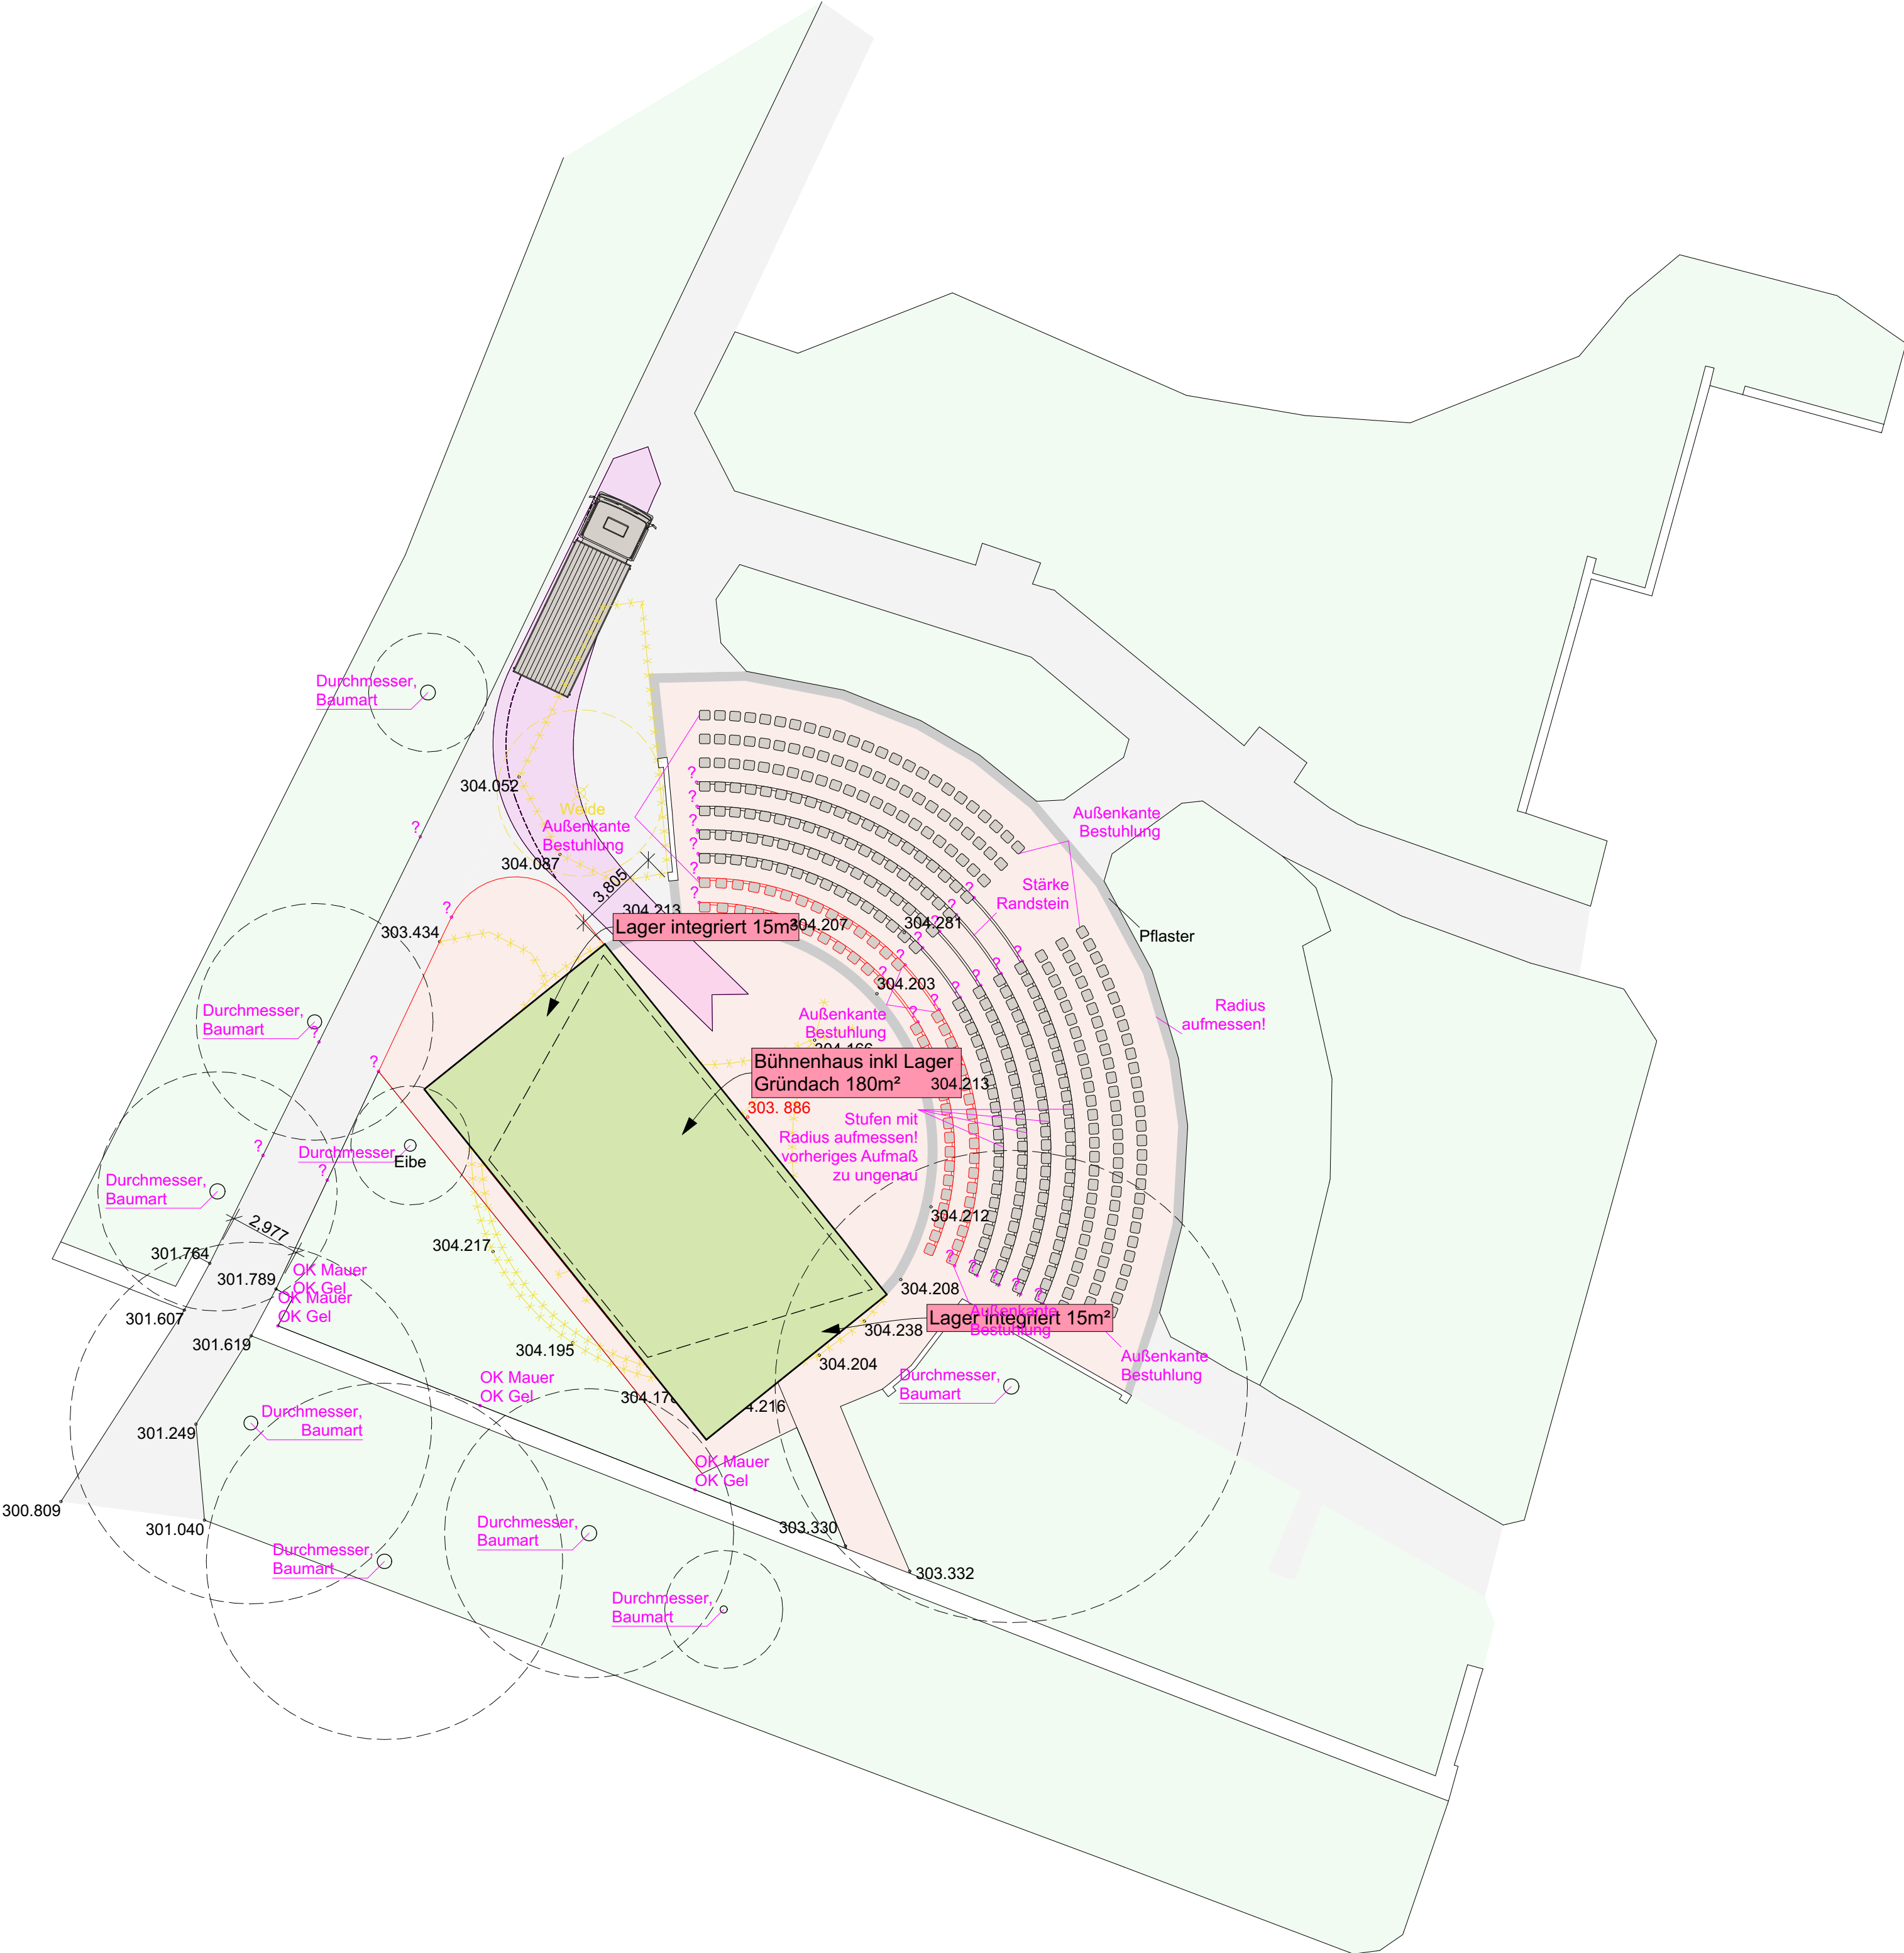 Durchmesser,
Baumart
304.052
Weide
Außenkante
Bestuhlung
?
304.087
3.805
?
?
?
?
?
?
Außenkante
Bestuhlung
Stärke
Randstein
?
?
?
?
?
?
304.213
Lager integriert 15m²
304.207
304.281
Pflaster
?
303.434
?
?
?
304.203
?
?
Durchmesser,
Baumart
?
Außenkante
Bestuhlung
Radius
aufmessen!
304.166
Bühnenhaus inkl Lager
Gründach 180m²
304.213
?
303. 886
Stufen mit
Radius aufmessen!
vorheriges Aufmaß
zu ungenau
?
Durchmesser,
Eibe
?
Durchmesser,
Baumart
2.977
304.212
304.217
301.764
301.789
OK Mauer
OK Gel
OK Mauer
OK Gel
?
?
?
?
?
304.208
301.607
Lager integriert 15m²
Außenkante
Bestuhlung
304.238
301.619
304.195
304.204
Außenkante
Bestuhlung
OK Mauer
OK Gel
Durchmesser,
Baumart
304.178
4.216
Durchmesser,
Baumart
301.249
OK Mauer
OK Gel
300.809
301.040
Durchmesser,
Baumart
303.330
Durchmesser,
Baumart
303.332
Durchmesser,
Baumart